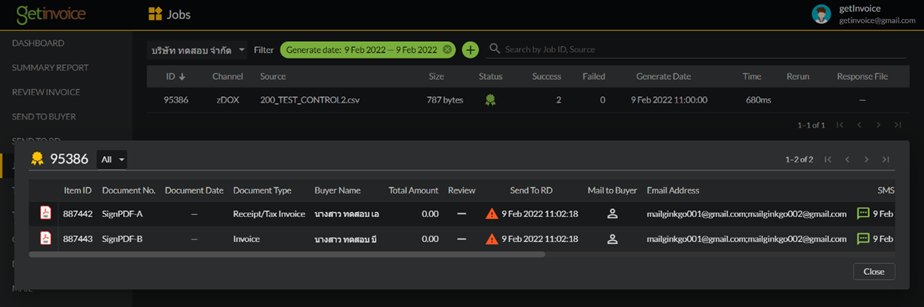 getinvoice
Jobs
getInvoice
getinvoice@gmail.com
DASHBOARD
SUMMARY REPORT
REVIEW INVOICE
SEND TO BUYER
SEND TO RD
MAIL
บริษัท ทดสอบ จำกัด Filter Generate date: 9 Feb 2022 — 9 Feb 2022 Search by Job ID, Source
ID Channel Source Size Status Success Failed Generate Date Time Rerun Response File
95386 zDOX 200_TEST_CONTROL2.csv 787 bytes 2 0 9 Feb 2022 11:00:00 680ms —
1–1 of 1
95386 All 1–2 of 2
Item ID Document No. Document Date Document Type Buyer Name Total Amount Review Send To RD Mail to Buyer Email Address SMS
887442 SignPDF-A — Receipt/Tax Invoice นางสาว ทดสอบ เอ 0.00 — 9 Feb 2022 11:02:18 mailginkgo001@gmail.com;mailginkgo002@gmail.com 9 Feb
887443 SignPDF-B — Invoice นางสาว ทดสอบ บี 0.00 — 9 Feb 2022 11:02:18 mailginkgo001@gmail.com;mailginkgo002@gmail.com 9 Feb
Close